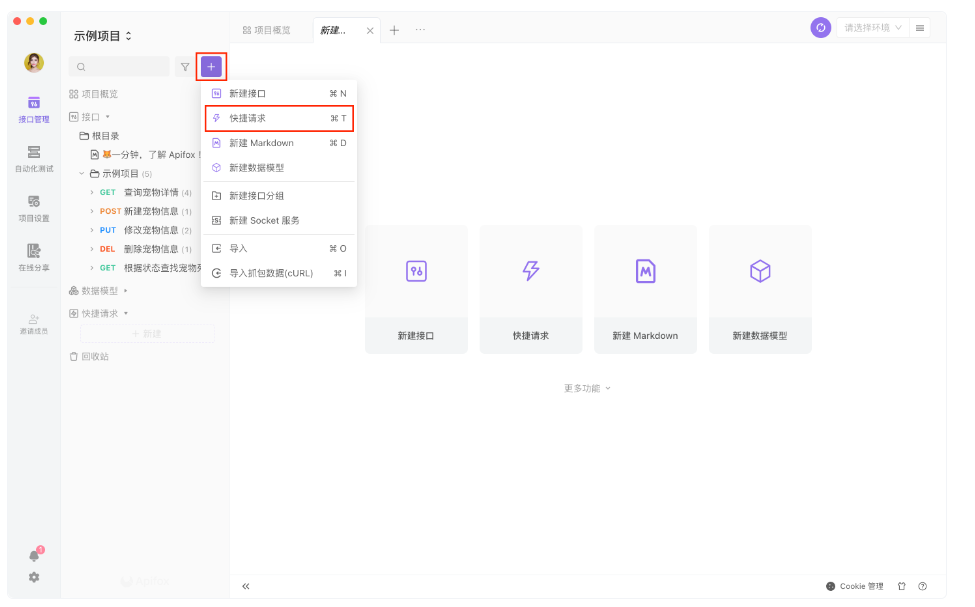 示例项目
项目概览
新建...
请选择环境
项目概览
接口
根目录
一分钟，了解 Apifox！
示例项目 (5)
GET 查询宠物详情 (4)
POST 新建宠物信息 (1)
PUT 修改宠物信息 (2)
DEL 删除宠物信息 (1)
GET 根据状态查找宠物列
数据模型
快捷请求
+ 新建
回收站
接口管理
自动化测试
项目设置
在线分享
邀请成员
1
新建接口 ⌘ N
快捷请求 ⌘ T
新建 Markdown ⌘ D
新建数据模型
新建接口分组
新建 Socket 服务
导入 ⌘ O
导入抓包数据(cURL) ⌘ I
新建接口
快捷请求
新建 Markdown
新建数据模型
更多功能
Apifox
Cookie 管理